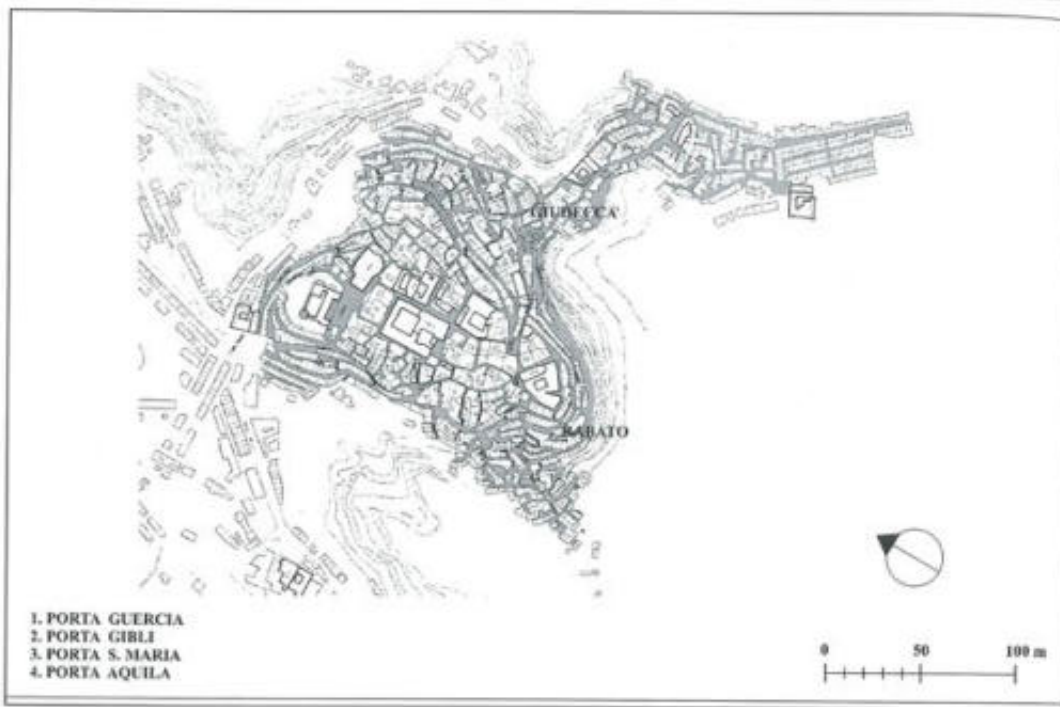 GIUDECCA'
RABATO
1. PORTA GUERCIA
2. PORTA GIBLI
3. PORTA S. MARIA
4. PORTA AQUILA
0 50 100 m